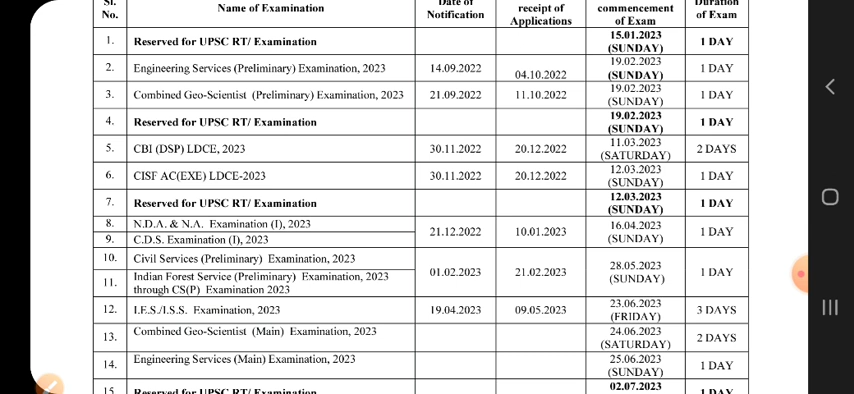 Sl. No. Name of Examination Date of Notification receipt of Applications commencement of Exam Duration of Exam
1. Reserved for UPSC RT/ Examination 15.01.2023 (SUNDAY) 1 DAY
2. Engineering Services (Preliminary) Examination, 2023 14.09.2022 04.10.2022 19.02.2023 (SUNDAY) 1 DAY
3. Combined Geo-Scientist (Preliminary) Examination, 2023 21.09.2022 11.10.2022 19.02.2023 (SUNDAY) 1 DAY
4. Reserved for UPSC RT/ Examination 19.02.2023 (SUNDAY) 1 DAY
5. CBI (DSP) LDCE, 2023 30.11.2022 20.12.2022 11.03.2023 (SATURDAY) 2 DAYS
6. CISF AC(EXE) LDCE-2023 30.11.2022 20.12.2022 12.03.2023 (SUNDAY) 1 DAY
7. Reserved for UPSC RT/ Examination 12.03.2023 (SUNDAY) 1 DAY
8. N.D.A. & N.A. Examination (I), 2023 21.12.2022 10.01.2023 16.04.2023 (SUNDAY) 1 DAY
9. C.D.S. Examination (I), 2023
10. Civil Services (Preliminary) Examination, 2023 01.02.2023 21.02.2023 28.05.2023 (SUNDAY) 1 DAY
11. Indian Forest Service (Preliminary) Examination, 2023
through CS(P) Examination 2023
12. I.E.S./I.S.S. Examination, 2023 19.04.2023 09.05.2023 23.06.2023 (FRIDAY) 3 DAYS
13. Combined Geo-Scientist (Main) Examination, 2023 24.06.2023 (SATURDAY) 2 DAYS
14. Engineering Services (Main) Examination, 2023 25.06.2023 (SUNDAY) 1 DAY
15. Reserved for UPSC RT/ Examination 02.07.2023 1 DAY